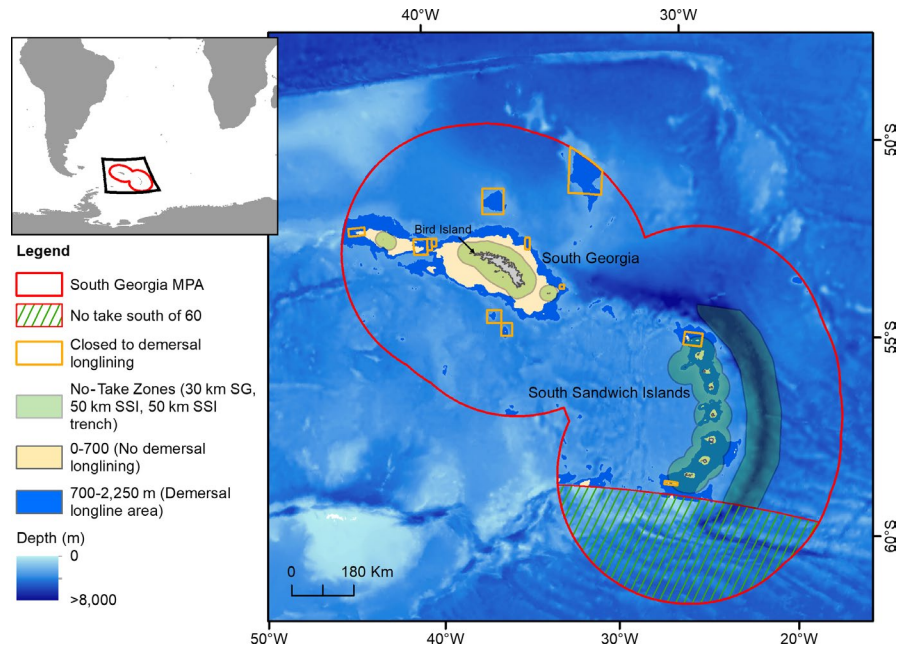 40°W
30°W
50°S
Bird Island
South Georgia
55°S
South Sandwich Islands
60°S
0
180 Km
50°W
40°W
30°W
20°W
Legend
South Georgia MPA
No take south of 60
Closed to demersal
longlining
No-Take Zones (30 km SG,
50 km SSI, 50 km SSI
trench)
0-700 (No demersal
longlining)
700-2,250 m (Demersal
longline area)
Depth (m)
0
>8,000